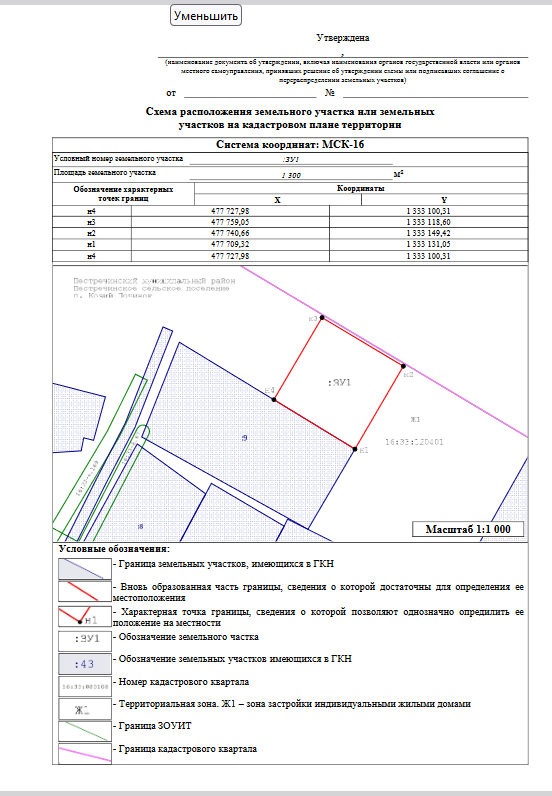 Уменьшить
Утверждена
,
(наименование документа об утверждении, включая наименования органов государственной власти или органов
местного самоуправления, принявших решение об утверждении схемы или подписавших соглашение о
перераспределении земельных участков)
от №
Схема расположения земельного участка или земельных
участков на кадастровом плане территории
Система координат: МСК-16
Условный номер земельного участка :ЗУ1
Площадь земельного участка 1 300 м²
Обозначение характерных точек границ Координаты
X Y
н4 477 727,98 1 333 100,31
н3 477 759,05 1 333 118,60
н2 477 740,66 1 333 149,42
н1 477 709,32 1 333 131,05
н4 477 727,98 1 333 100,31
Пестречинский муниципальный район
Пестречинское сельское поселение
п.
н3
:ЗУ1
н2
н4
Ж1
16:33:120401
н1
Масштаб 1:1 000
Условные обозначения:
- Граница земельных участков, имеющихся в ГКН
- Вновь образованная часть границы, сведения о которой достаточны для определения ее
местоположения
н1 - Характерная точка границы, сведения о которой позволяют однозначно опредилить ее
положение на местности
:ЗУ1 - Обозначение земельного частка
:43 - Обозначение земельных участков имеющихся в ГКН
- Номер кадастрового квартала
Ж1 - Территориальная зона. Ж1 – зона застройки индивидуальными жилыми домами
- Граница ЗОУИТ
- Граница кадастрового квартала